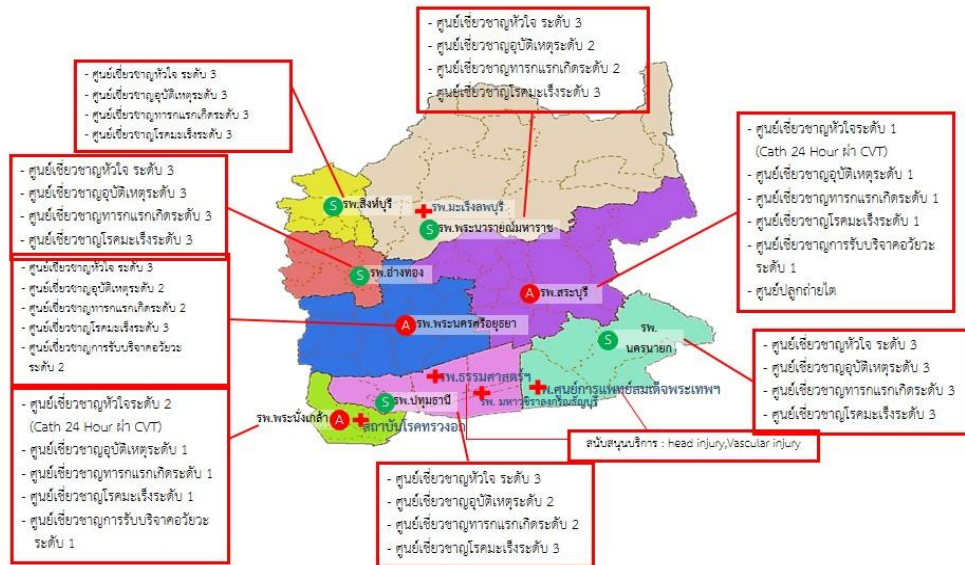 - ศูนย์เชี่ยวชาญหัวใจ ระดับ 3
- ศูนย์เชี่ยวชาญอุบัติเหตุระดับ 2
- ศูนย์เชี่ยวชาญทารกแรกเกิดระดับ 2
- ศูนย์เชี่ยวชาญโรคมะเร็งระดับ 3
- ศูนย์เชี่ยวชาญหัวใจ ระดับ 3
- ศูนย์เชี่ยวชาญอุบัติเหตุระดับ 3
- ศูนย์เชี่ยวชาญทารกแรกเกิดระดับ 3
- ศูนย์เชี่ยวชาญโรคมะเร็งระดับ 3
- ศูนย์เชี่ยวชาญหัวใจระดับ 1
(Cath 24 Hour ผ่า CVT)
- ศูนย์เชี่ยวชาญอุบัติเหตุระดับ 1
- ศูนย์เชี่ยวชาญทารกแรกเกิดระดับ 1
- ศูนย์เชี่ยวชาญโรคมะเร็งระดับ 1
- ศูนย์เชี่ยวชาญการรับบริจาคอวัยวะ
ระดับ 1
- ศูนย์ปลูกถ่ายไต
- ศูนย์เชี่ยวชาญหัวใจ ระดับ 3
- ศูนย์เชี่ยวชาญอุบัติเหตุระดับ 3
- ศูนย์เชี่ยวชาญทารกแรกเกิดระดับ 3
- ศูนย์เชี่ยวชาญโรคมะเร็งระดับ 3
S รพ.สิงห์บุรี
รพ.มะเร็งลพบุรี
S รพ.พระนารายณ์มหาราช
- ศูนย์เชี่ยวชาญหัวใจ ระดับ 3
- ศูนย์เชี่ยวชาญอุบัติเหตุระดับ 2
- ศูนย์เชี่ยวชาญทารกแรกเกิดระดับ 2
- ศูนย์เชี่ยวชาญโรคมะเร็งระดับ 3
- ศูนย์เชี่ยวชาญการรับบริจาคอวัยวะ
ระดับ 2
S รพ.อ่างทอง
A รพ.สระบุรี
A รพ.พระนครศรีอยุธยา
S รพ.
นครนายก
- ศูนย์เชี่ยวชาญหัวใจ ระดับ 3
- ศูนย์เชี่ยวชาญอุบัติเหตุระดับ 3
- ศูนย์เชี่ยวชาญทารกแรกเกิดระดับ 3
- ศูนย์เชี่ยวชาญโรคมะเร็งระดับ 3
รพ.ธรรมศาสตร์ฯ
พ.ศูนย์การแพทย์สมเด็จพระเทพฯ
รพ. มหาวชิราลงกรณธัญบุรี
S รพ.ปทุมธานี
รพ.พระนั่งเกล้า A
สถาบันโรคทรวงอก
- ศูนย์เชี่ยวชาญหัวใจระดับ 2
(Cath 24 Hour ผ่า CVT)
- ศูนย์เชี่ยวชาญอุบัติเหตุระดับ 1
- ศูนย์เชี่ยวชาญทารกแรกเกิดระดับ 1
- ศูนย์เชี่ยวชาญโรคมะเร็งระดับ 1
- ศูนย์เชี่ยวชาญการรับบริจาคอวัยวะ
ระดับ 1
สนับสนุนบริการ : head injury,Vascular injury
- ศูนย์เชี่ยวชาญหัวใจ ระดับ 3
- ศูนย์เชี่ยวชาญอุบัติเหตุระดับ 2
- ศูนย์เชี่ยวชาญทารกแรกเกิดระดับ 2
- ศูนย์เชี่ยวชาญโรคมะเร็งระดับ 3